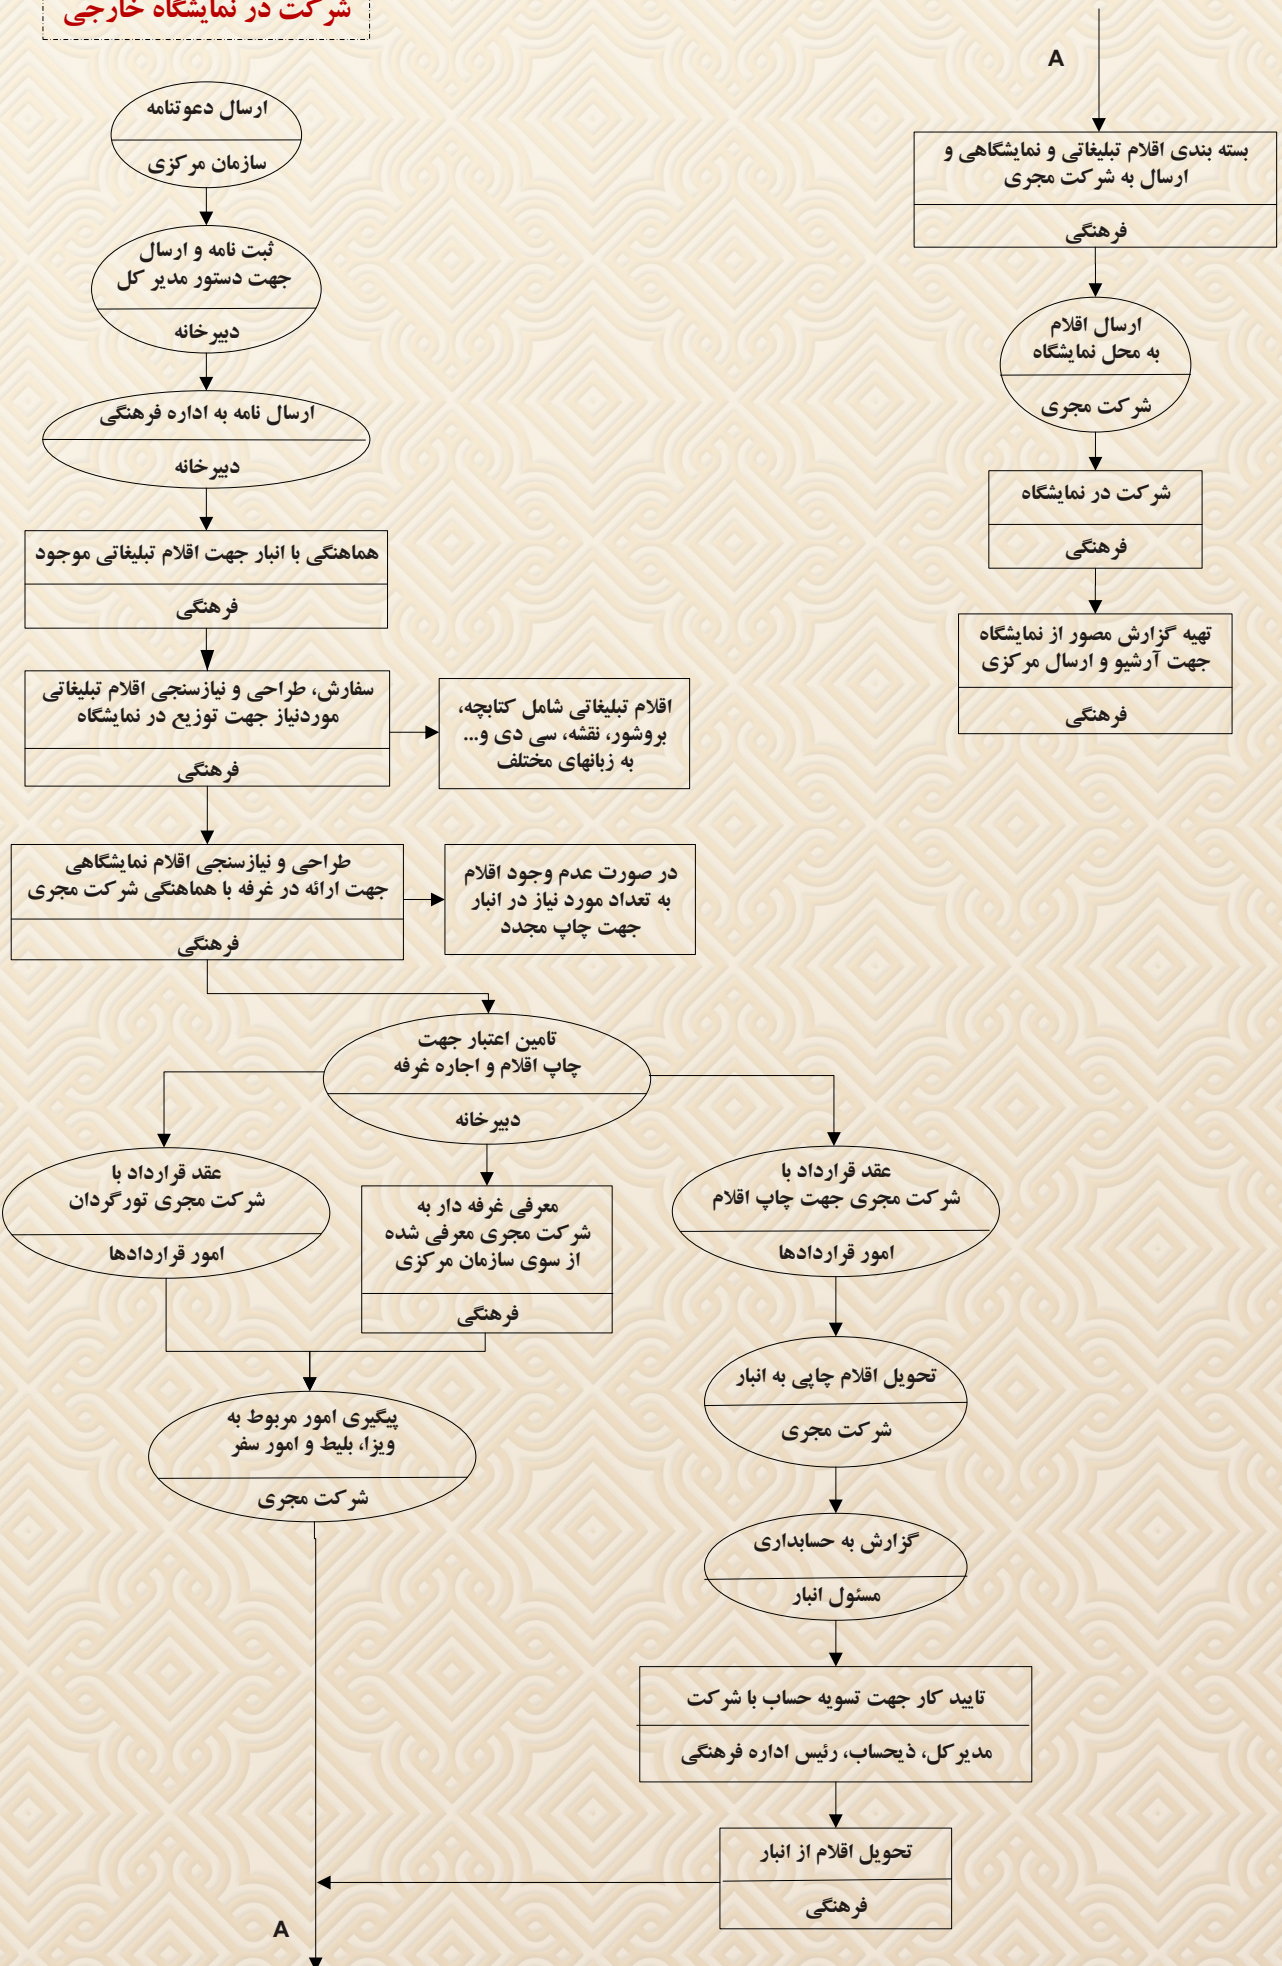 شرکت در نمایشگاه خارجی
ارسال دعوتنامه
سازمان مرکزی
ثبت نامه و ارسال
جهت دستور مدیر کل
دبیرخانه
ارسال نامه به اداره فرهنگی
دبیرخانه
هماهنگی با انبار جهت اقلام تبلیغاتی موجود
فرهنگی
سفارش، طراحی و نیازسنجی اقلام تبلیغاتی
موردنیاز جهت توزیع در نمایشگاه
فرهنگی
اقلام تبلیغاتی شامل کتابچه،
بروشور، نقشه، سی دی و...
به زبانهای مختلف
طراحی و نیازسنجی اقلام نمایشگاهی
جهت ارائه در غرفه با هماهنگی شرکت مجری
فرهنگی
در صورت عدم وجود اقلام
به تعداد مورد نیاز در انبار
جهت چاپ مجدد
تامین اعتبار جهت
چاپ اقلام و اجاره غرفه
دبیرخانه
عقد قرارداد با
شرکت مجری تورگردان
امور قراردادها
معرفی غرفه دار به
شرکت مجری معرفی شده
از سوی سازمان مرکزی
فرهنگی
عقد قرارداد با
شرکت مجری جهت چاپ اقلام
امور قراردادها
پیگیری امور مربوط به
ویزا، بلیط و امور سفر
شرکت مجری
تحویل اقلام چاپی به انبار
شرکت مجری
گزارش به حسابداری
مسئول انبار
تایید کار جهت تسویه حساب با شرکت
مدیرکل، ذیحساب، رئیس اداره فرهنگی
تحویل اقلام از انبار
فرهنگی
A
A
بسته بندی اقلام تبلیغاتی و نمایشگاهی و
ارسال به شرکت مجری
فرهنگی
ارسال اقلام
به محل نمایشگاه
شرکت مجری
شرکت در نمایشگاه
فرهنگی
تهیه گزارش مصور از نمایشگاه
جهت آرشیو و ارسال مرکزی
فرهنگی